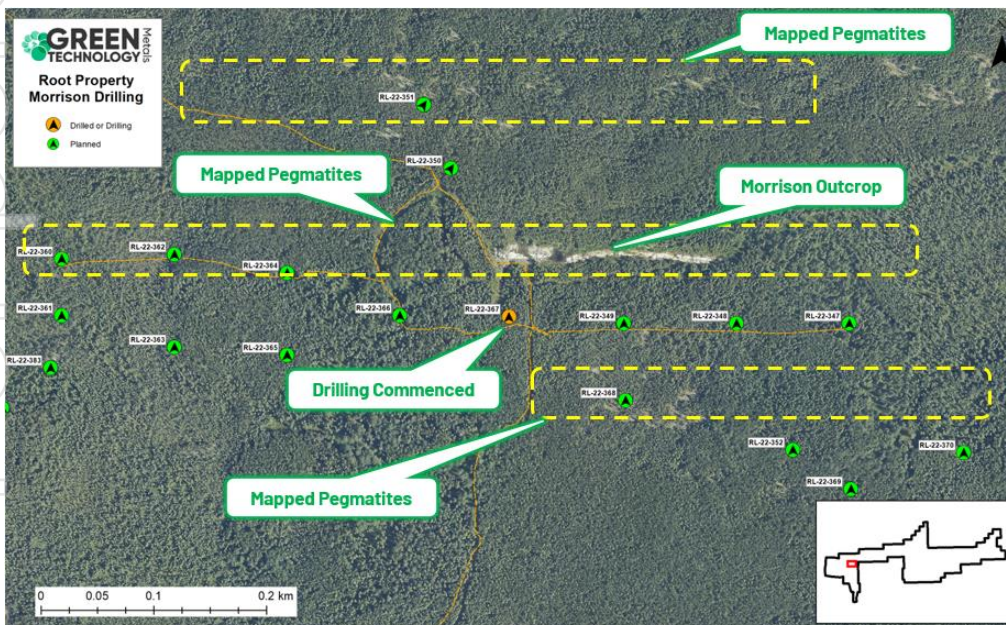 GREEN
TECHNOLOGY
Metals
Root Property
Morrison Drilling
Drilled or Drilling
Planned
Mapped Pegmatites
RL-22-351
RL-22-350
Mapped Pegmatites
Morrison Outcrop
RL-22-360
RL-22-362
RL-22-364
RL-22-361
RL-22-366
RL-22-367
RL-22-349
RL-22-348
RL-22-347
RL-22-363
RL-22-365
RL-22-383
Drilling Commenced
RL-22-368
Mapped Pegmatites
RL-22-352
RL-22-370
RL-22-369
0 0.05 0.1 0.2 km